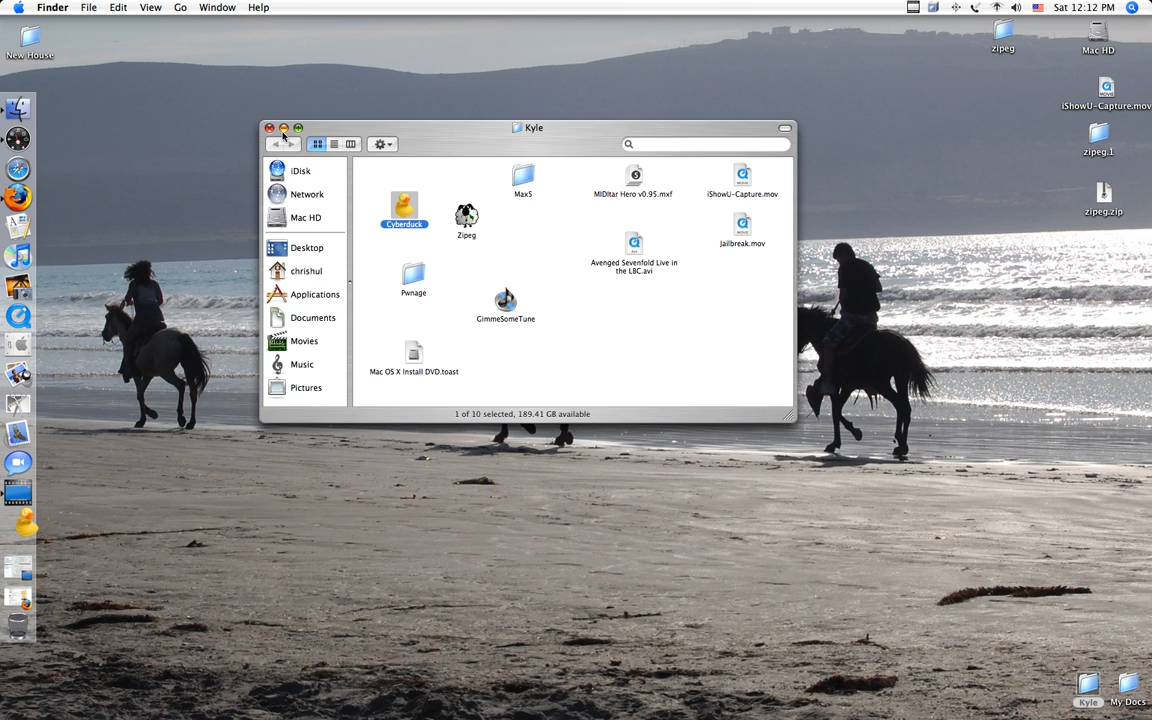 Finder File Edit View Go Window Help
Sat 12:12 PM
New House
zipeg
Mac HD
iShowU-Capture.mov
zipeg.1
zipeg.zip
Kyle
iDisk
Network
Mac HD
Desktop
chrishul
Applications
Documents
Movies
Music
Pictures
Max5
MIDItar Hero v0.95.mxf
iShowU-Capture.mov
Cyberduck
Zipeg
Jailbreak.mov
Avenged Sevenfold Live in
the LBC.avi
Pwnage
GimmeSomeTune
Mac OS X Install DVD.toast
1 of 10 selected, 189.41 GB available
Kyle
My Docs